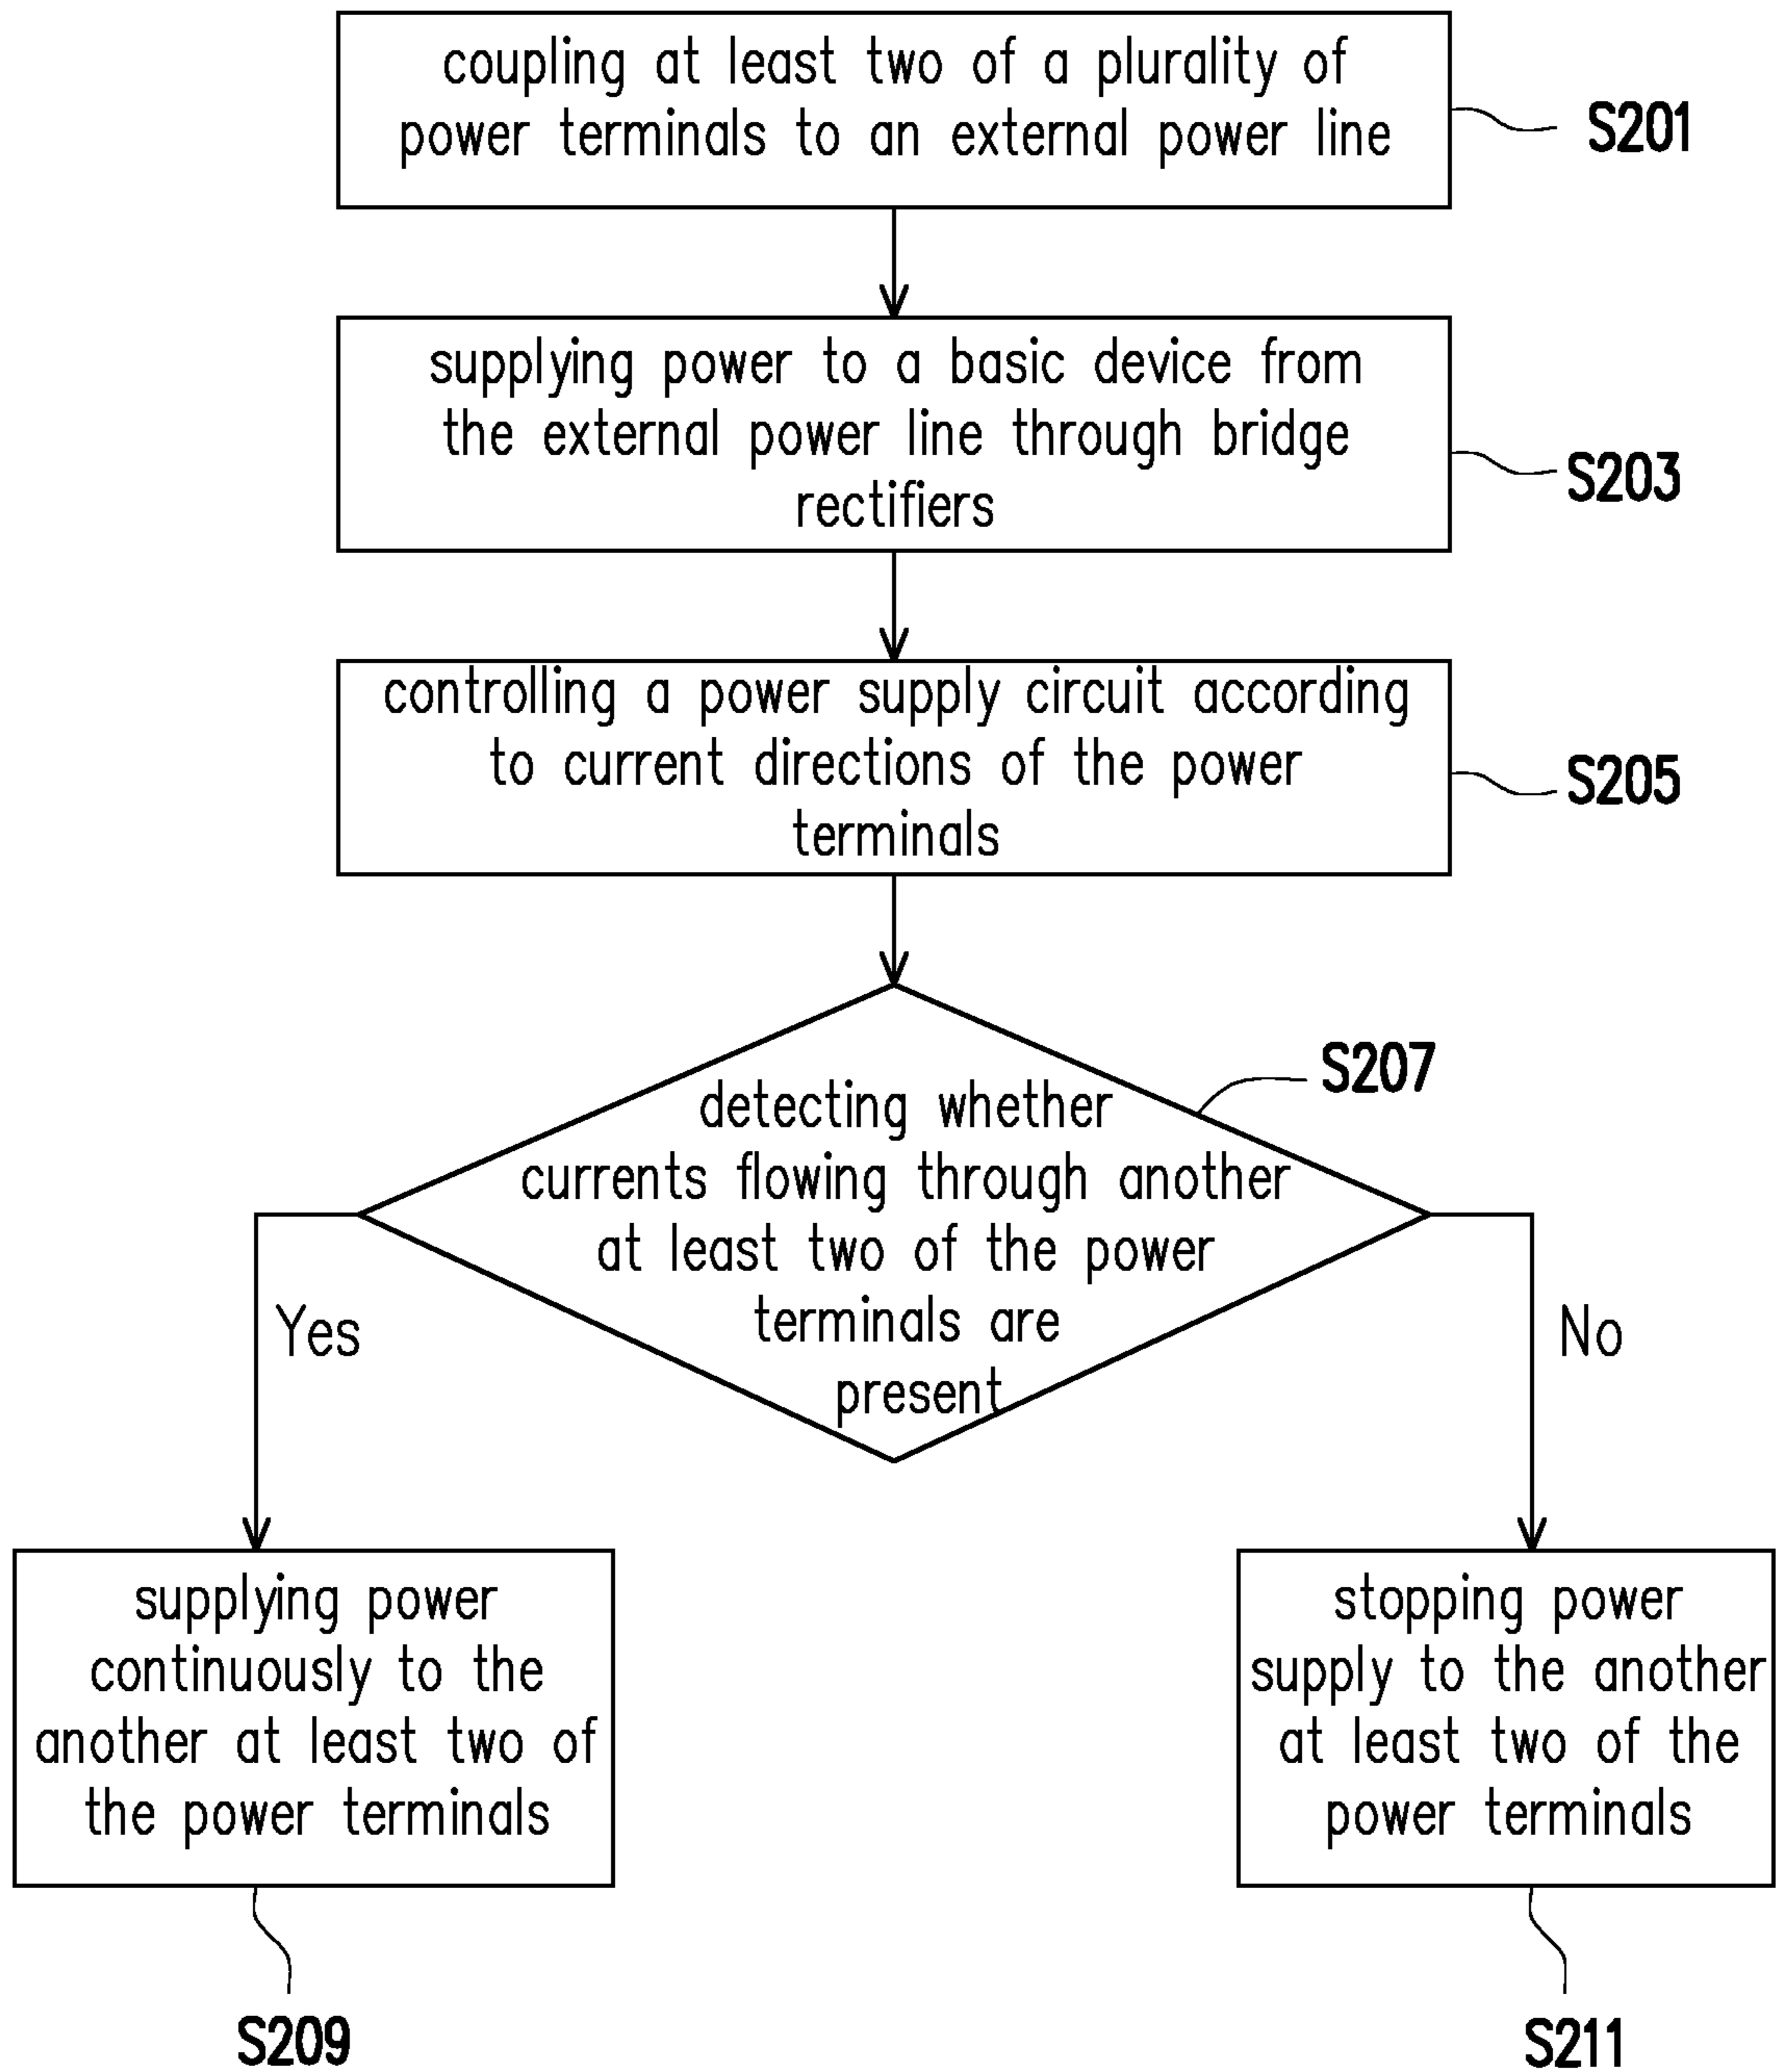 coupling at least two of a plurality of
power terminals to an external power line
S201
supplying power to a basic device from
the external power line through bridge
rectifiers
S203
controlling a power supply circuit according
to current directions of the power
terminals
S205
S207
detecting whether
currents flowing through another
at least two of the power
terminals are
present
Yes
No
supplying power
continuously to the
another at least two of
the power terminals
S209
stopping power
supply to the another
at least two of the
power terminals
S211